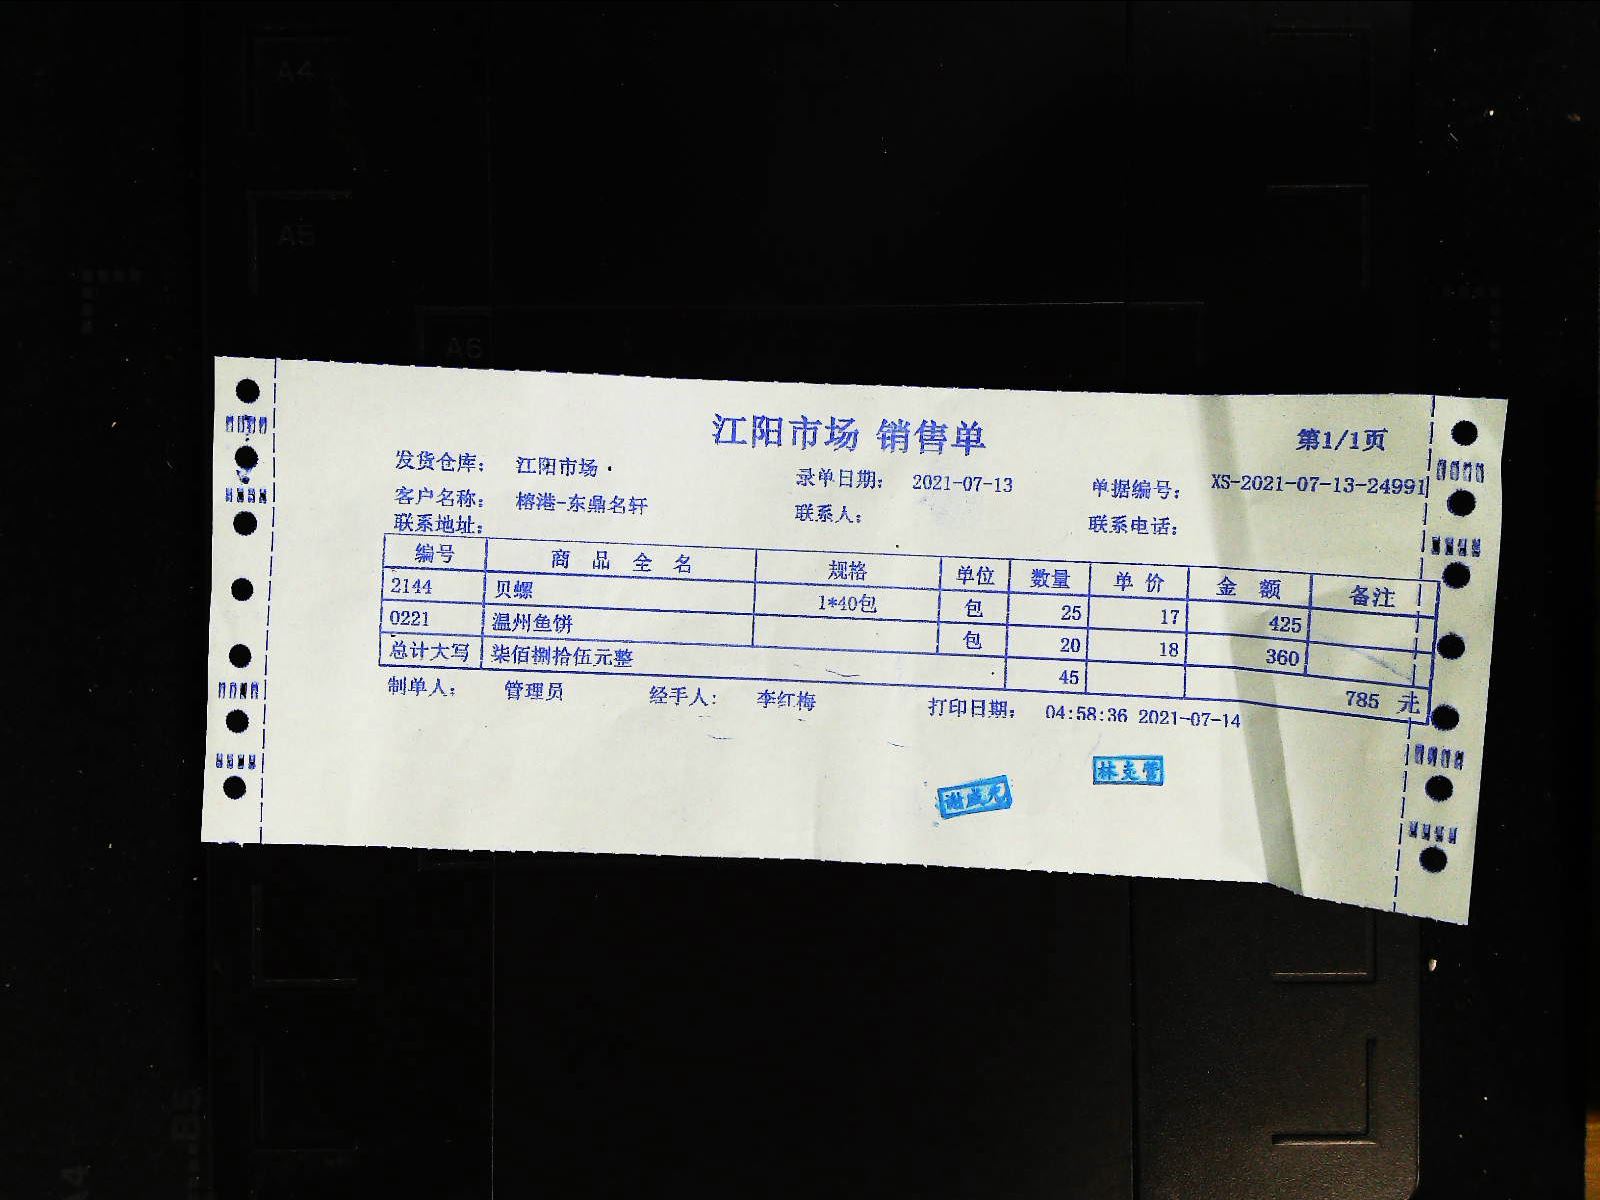 A4
A5
A6
江阳市场 销售单
第1/1页
发货仓库： 江阳市场
录单日期： 2021-07-13
单据编号： XS-2021-07-13-24991
客户名称： 榕港-东鼎名轩
联系人：
联系电话：
联系地址：
编号 商品全名 规格 单位 数量 单价 金额 备注
2144 贝螺 1*40包 包 25 17 425
0221 温州鱼饼 包 20 18 360
总计大写 柒佰捌拾伍元整 45 785 元
制单人： 管理员 经手人： 李红梅 打印日期： 04:58:36 2021-07-14
B5
A4